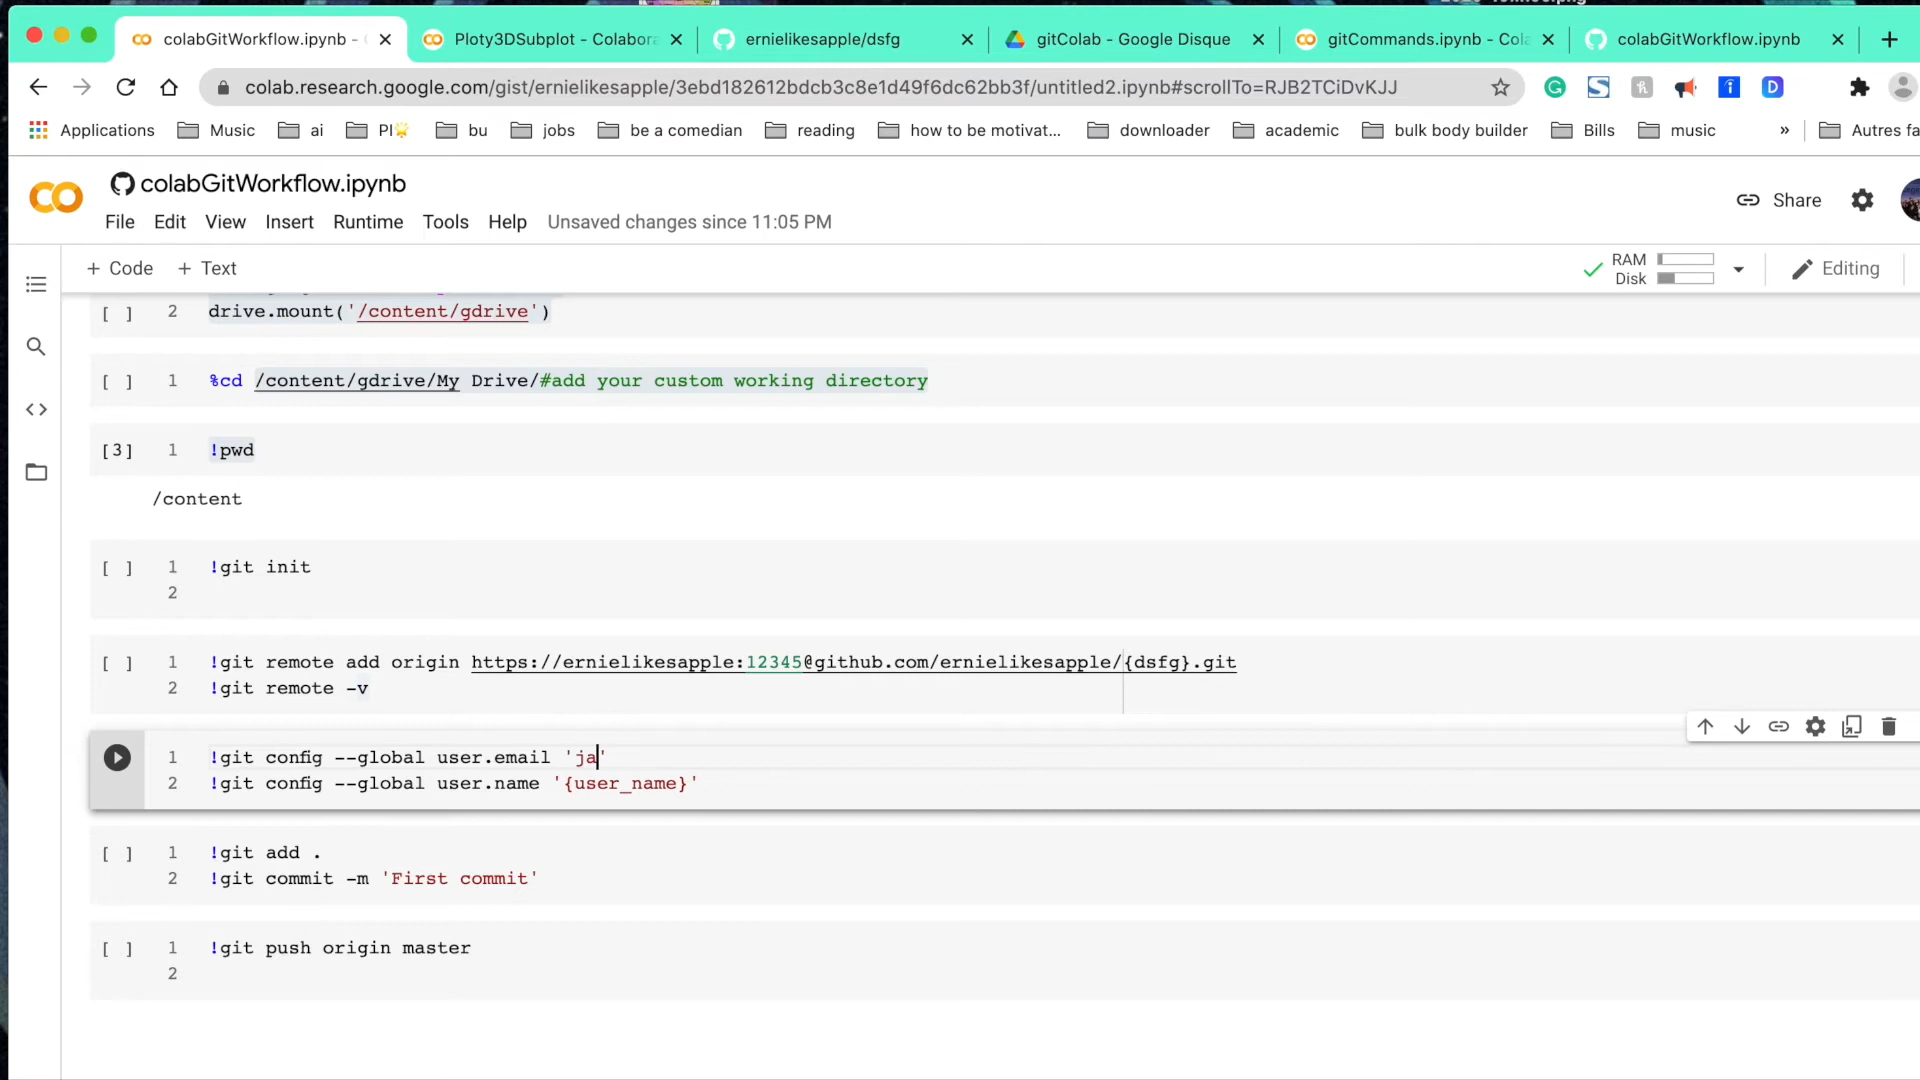 colabGitWorkflow.ipynb -
Ploty3DSubplot - Colabora
ernielikesapple/dsfg
gitColab - Google Disque
gitCommands.ipynb - Cola
colabGitWorkflow.ipynb
colab.research.google.com/gist/ernielikesapple/3ebd182612bdcb3c8e1d49f6dc62bb3f/untitled2.ipynb#scrollTo=RJB2TCiDvKJJ
Applications
Music
ai
PI
bu
jobs
be a comedian
reading
how to be motivat...
downloader
academic
bulk body builder
Bills
music
»
Autres fa
colabGitWorkflow.ipynb
File Edit View Insert Runtime Tools Help Unsaved changes since 11:05 PM
Share
+ Code + Text
RAM
Disk
Editing
[ ] 2 drive.mount('/content/gdrive')
[ ] 1 %cd /content/gdrive/My Drive/#add your custom working directory
[3] 1 !pwd
/content
[ ] 1 !git init
2
[ ] 1 !git remote add origin https://ernielikesapple:12345@github.com/ernielikesapple/{dsfg}.git
2 !git remote -v
1 !git config --global user.email 'ja'
2 !git config --global user.name '{user_name}'
[ ] 1 !git add .
2 !git commit -m 'First commit'
[ ] 1 !git push origin master
2